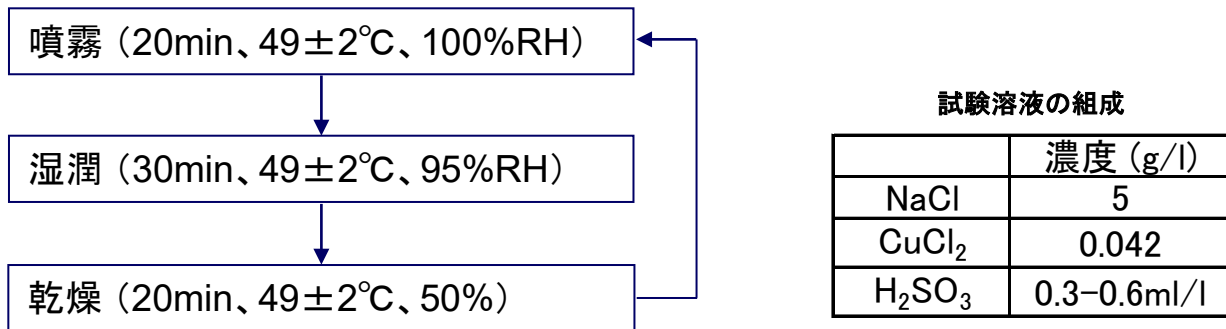 噴霧（20min、49±2℃、100%RH）
湿潤（30min、49±2℃、95%RH）
乾燥（20min、49±2℃、50%）
試験溶液の組成
濃度 (g/l)
NaCl 5
CuCl₂ 0.042
H₂SO₃ 0.3-0.6ml/l